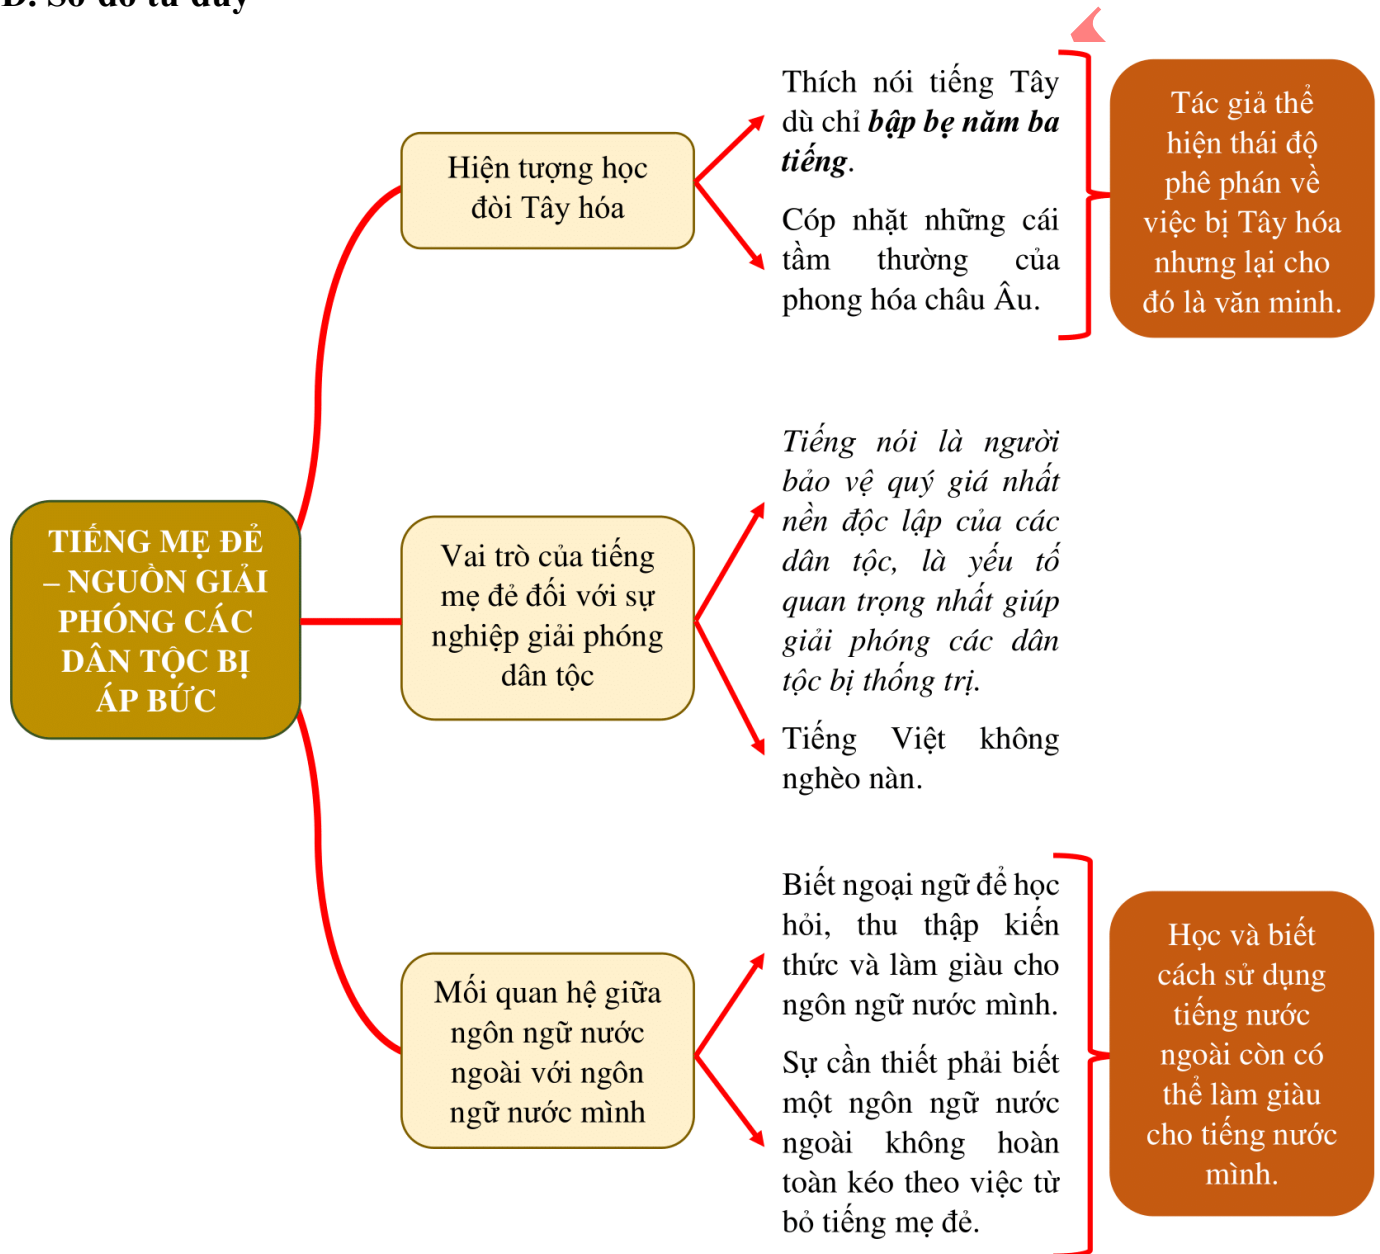 D. Sơ đồ tư duy
TIẾNG MẸ ĐẺ
– NGUỒN GIẢI
PHÓNG CÁC
DÂN TỘC BỊ
ÁP BỨC
Hiện tượng học
đòi Tây hóa
Thích nói tiếng Tây
dù chỉ bập bẹ năm ba
tiếng.
Cóp nhặt những cái
tầm thường của
phong hóa châu Âu.
Tác giả thể
hiện thái độ
phê phán về
việc bị Tây hóa
nhưng lại cho
đó là văn minh.
Vai trò của tiếng
mẹ đẻ đối với sự
nghiệp giải phóng
dân tộc
Tiếng nói là người
bảo vệ quý giá nhất
nền độc lập của các
dân tộc, là yếu tố
quan trọng nhất giúp
giải phóng các dân
tộc bị thống trị.
Tiếng Việt không
nghèo nàn.
Mối quan hệ giữa
ngôn ngữ nước
ngoài với ngôn
ngữ nước mình
Biết ngoại ngữ để học
hỏi, thu thập kiến
thức và làm giàu cho
ngôn ngữ nước mình.
Sự cần thiết phải biết
một ngôn ngữ nước
ngoài không hoàn
toàn kéo theo việc từ
bỏ tiếng mẹ đẻ.
Học và biết
cách sử dụng
tiếng nước
ngoài còn có
thể làm giàu
cho tiếng nước
mình.